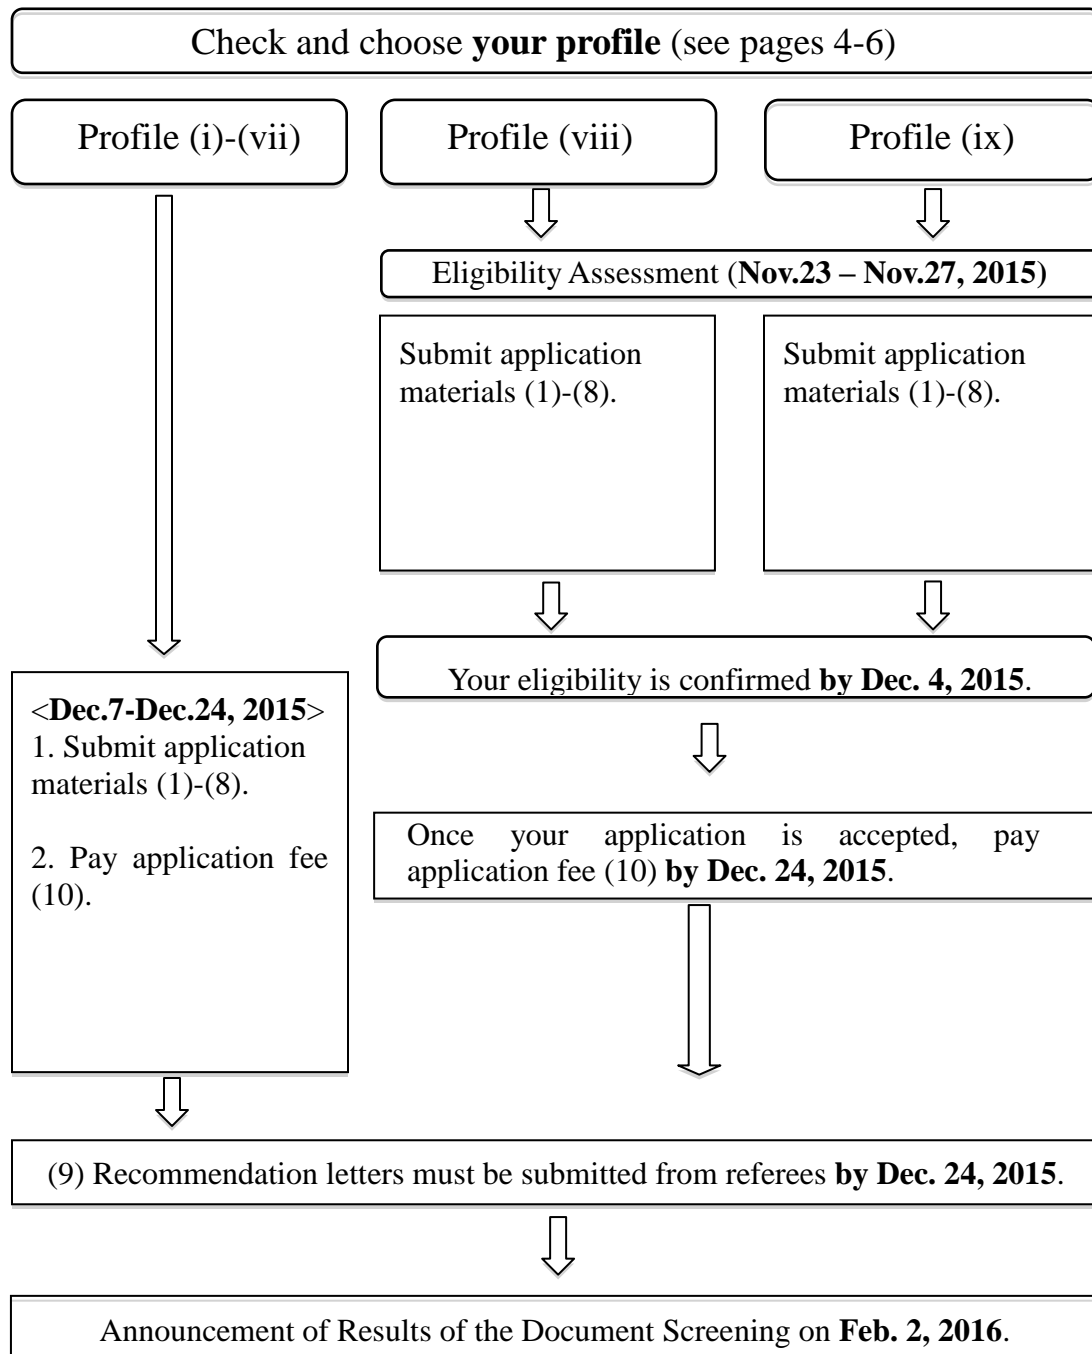 Check and choose your profile (see pages 4-6)
Profile (i)-(vii)
Profile (viii)
Profile (ix)
Eligibility Assessment (Nov.23 – Nov.27, 2015)
Submit application
materials (1)-(8).
Submit application
materials (1)-(8).
Your eligibility is confirmed by Dec. 4, 2015.
<Dec.7-Dec.24, 2015>
1. Submit application
materials (1)-(8).
2. Pay application fee
(10).
Once your application is accepted, pay
application fee (10) by Dec. 24, 2015.
(9) Recommendation letters must be submitted from referees by Dec. 24, 2015.
Announcement of Results of the Document Screening on Feb. 2, 2016.